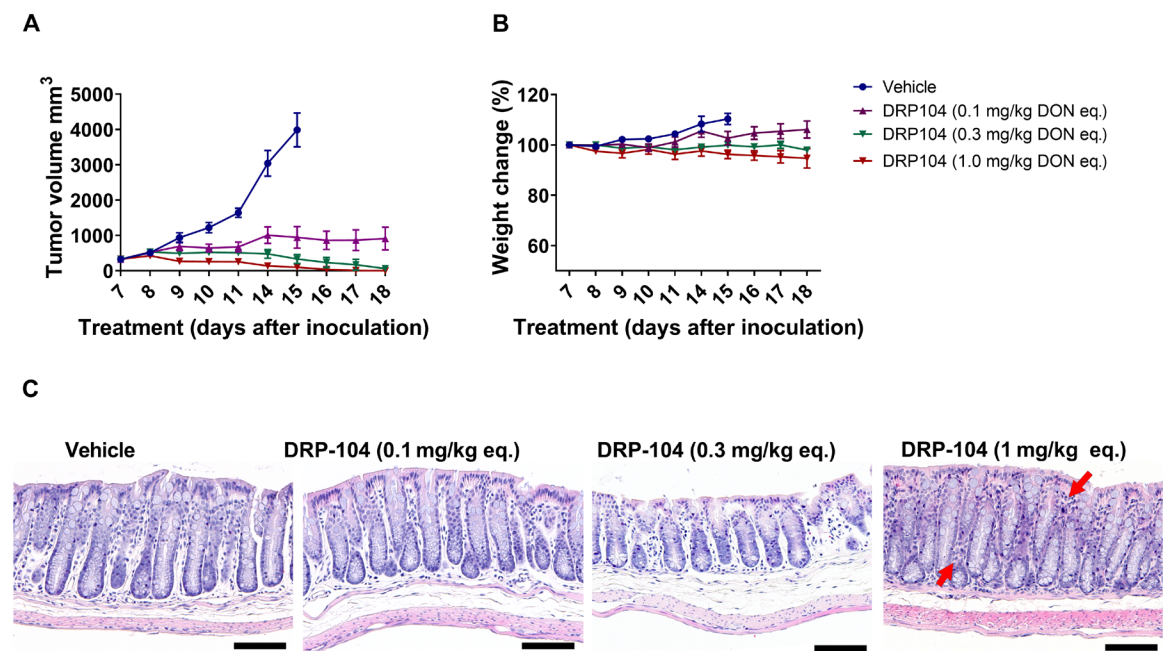 A
B
Tumor volume mm3
5000
4000
3000
2000
1000
0
7 8 9 10 11 14 15 16 17 18
Treatment (days after inoculation)
Weight change (%)
120
100
80
60
7 8 9 10 11 14 15 16 17 18
Treatment (days after inoculation)
Vehicle
DRP104 (0.1 mg/kg DON eq.)
DRP104 (0.3 mg/kg DON eq.)
DRP104 (1.0 mg/kg DON eq.)
C
Vehicle
DRP-104 (0.1 mg/kg eq.)
DRP-104 (0.3 mg/kg eq.)
DRP-104 (1 mg/kg eq.)